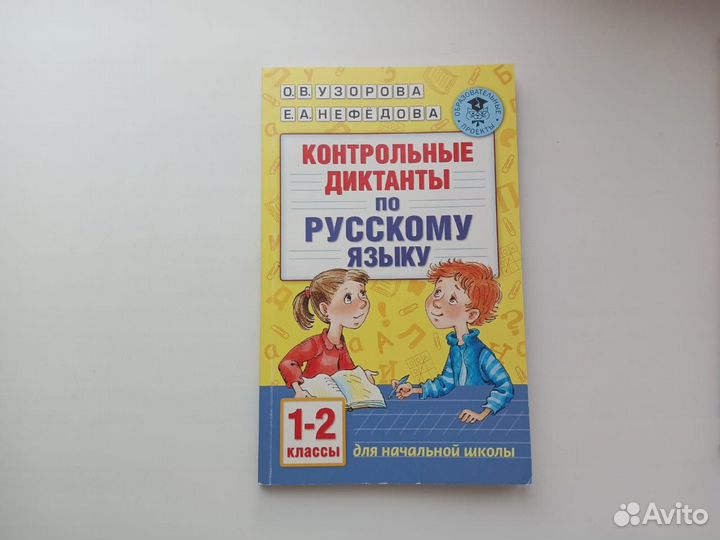 О.В. УЗОРОВА
Е.А. НЕФЁДОВА
ОБРАЗОВАТЕЛЬНЫЕ
ПРОЕКТЫ
КОНТРОЛЬНЫЕ
ДИКТАНТЫ
ПО
РУССКОМУ
ЯЗЫКУ
1-2
КЛАССЫ
для начальной школы
Avito